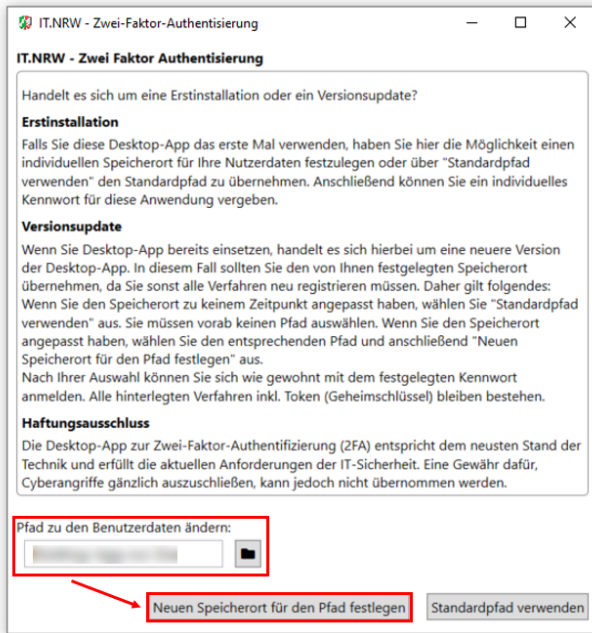 IT.NRW - Zwei-Faktor-Authentisierung
IT.NRW - Zwei Faktor Authentisierung
Handelt es sich um eine Erstinstallation oder ein Versionsupdate?
Erstinstallation
Falls Sie diese Desktop-App das erste Mal verwenden, haben Sie hier die Möglichkeit einen
individuellen Speicherort für Ihre Nutzerdaten festzulegen oder über "Standardpfad
verwenden" den Standardpfad zu übernehmen. Anschließend können Sie ein individuelles
Kennwort für diese Anwendung vergeben.
Versionsupdate
Wenn Sie Desktop-App bereits einsetzen, handelt es sich hierbei um eine neuere Version
der Desktop-App. In diesem Fall sollten Sie den von Ihnen festgelegten Speicherort
übernehmen, da Sie sonst alle Verfahren neu registrieren müssen. Daher gilt folgendes:
Wenn Sie den Speicherort zu keinem Zeitpunkt angepasst haben, wählen Sie "Standardpfad
verwenden" aus. Sie müssen vorab keinen Pfad auswählen. Wenn Sie den Speicherort
angepasst haben, wählen Sie den entsprechenden Pfad und anschließend "Neuen
Speicherort für den Pfad festlegen" aus.
Nach Ihrer Auswahl können Sie sich wie gewohnt mit dem festgelegten Kennwort
anmelden. Alle hinterlegten Verfahren inkl. Token (Geheimschlüssel) bleiben bestehen.
Haftungsausschluss
Die Desktop-App zur Zwei-Faktor-Authentifizierung (2FA) entspricht dem neusten Stand der
Technik und erfüllt die aktuellen Anforderungen der IT-Sicherheit. Eine Gewähr dafür,
Cyberangriffe gänzlich auszuschließen, kann jedoch nicht übernommen werden.
Pfad zu den Benutzerdaten ändern:
Neuen Speicherort für den Pfad festlegen
Standardpfad verwenden